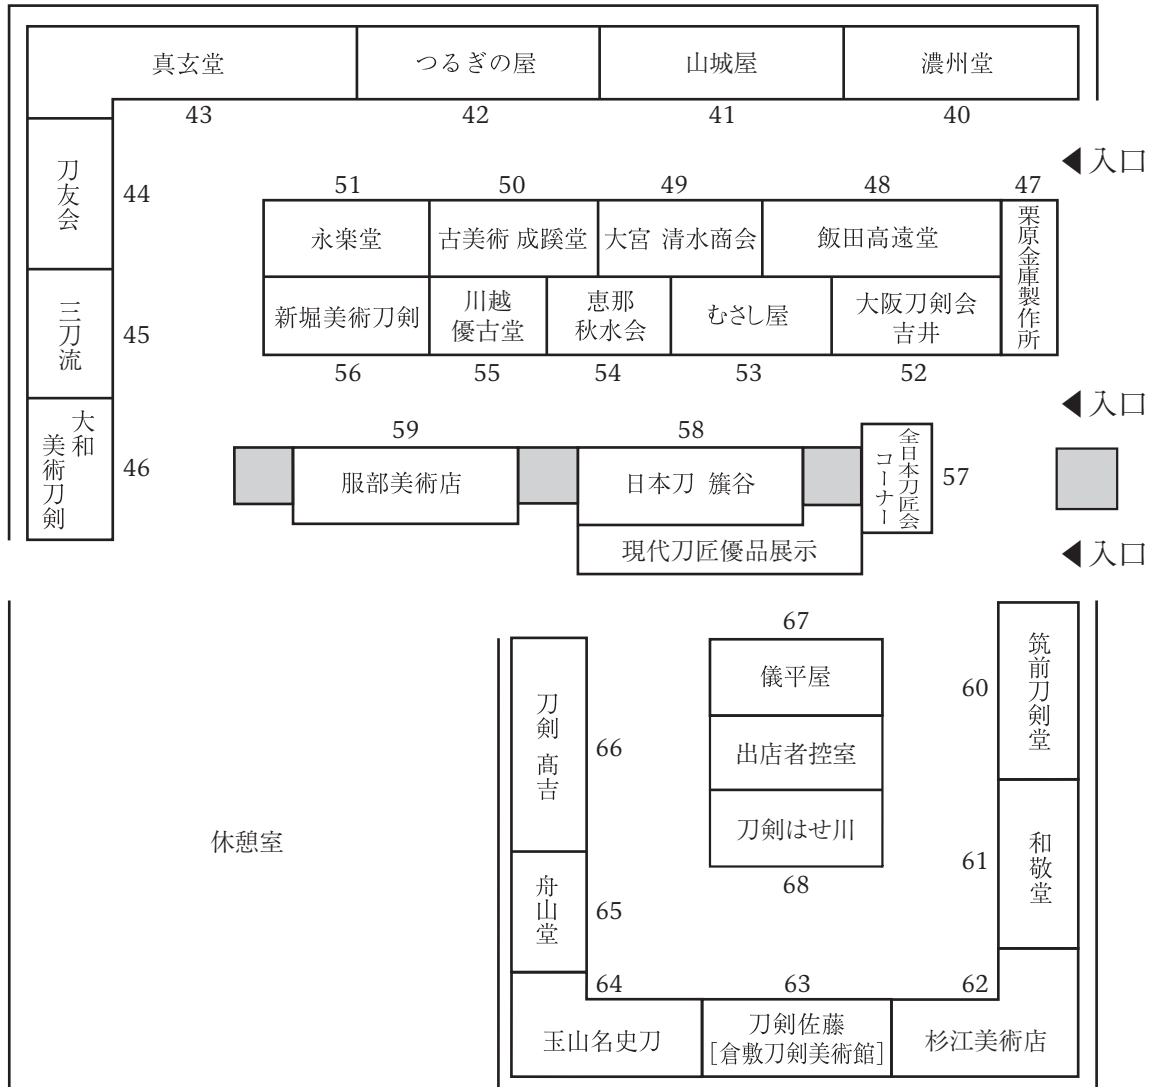 真玄堂
つるぎの屋
山城屋
濃州堂
43
42
41
40
◀入口
刀友会
44
51
50
49
48
47
永楽堂
古美術 成蹊堂
大宮 清水商会
飯田高遠堂
栗原金庫製作所
新堀美術刀剣
川越
優古堂
恵那
秋水会
むさし屋
大阪刀剣会
吉井
三刀流
45
56
55
54
53
52
◀入口
大和
美術刀剣
46
59
58
服部美術店
日本刀 簱谷
全日本刀匠会
コーナー
57
現代刀匠優品展示
◀入口
67
儀平屋
出店者控室
刀剣はせ川
68
筑前刀剣堂
60
和敬堂
61
刀剣 髙吉
66
舟山堂
65
休憩室
64
63
62
玉山名史刀
刀剣佐藤
[倉敷刀剣美術館]
杉江美術店